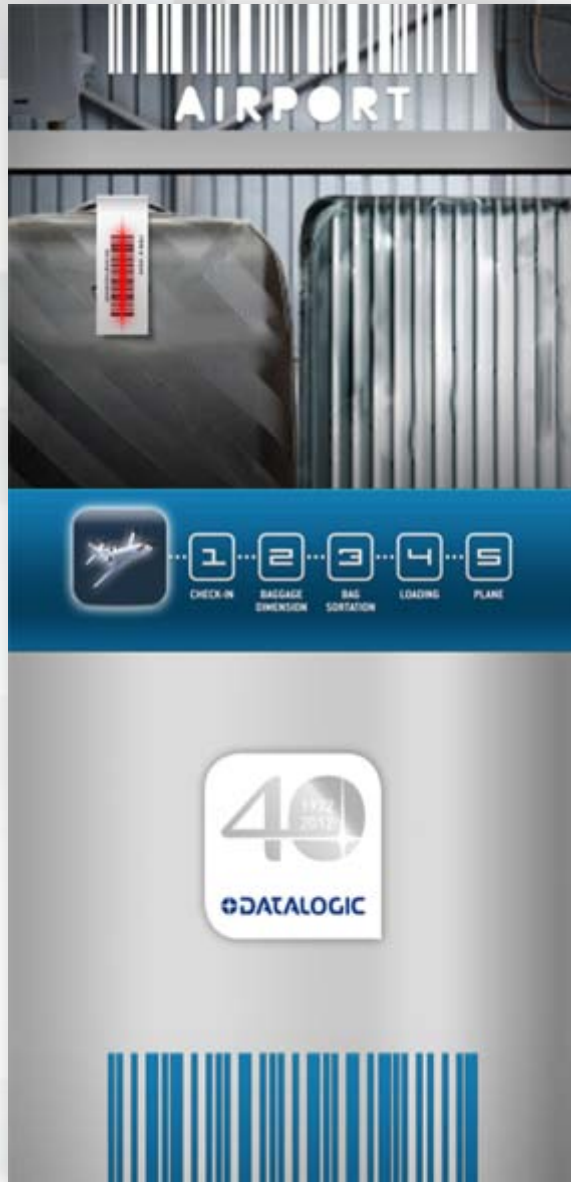 AIRPORT
1
2
3
4
5
CHECK-IN
BAGGAGE
DIMENSION
BAG
SORTATION
LOADING
PLANE
40
1972
2012
DATALOGIC